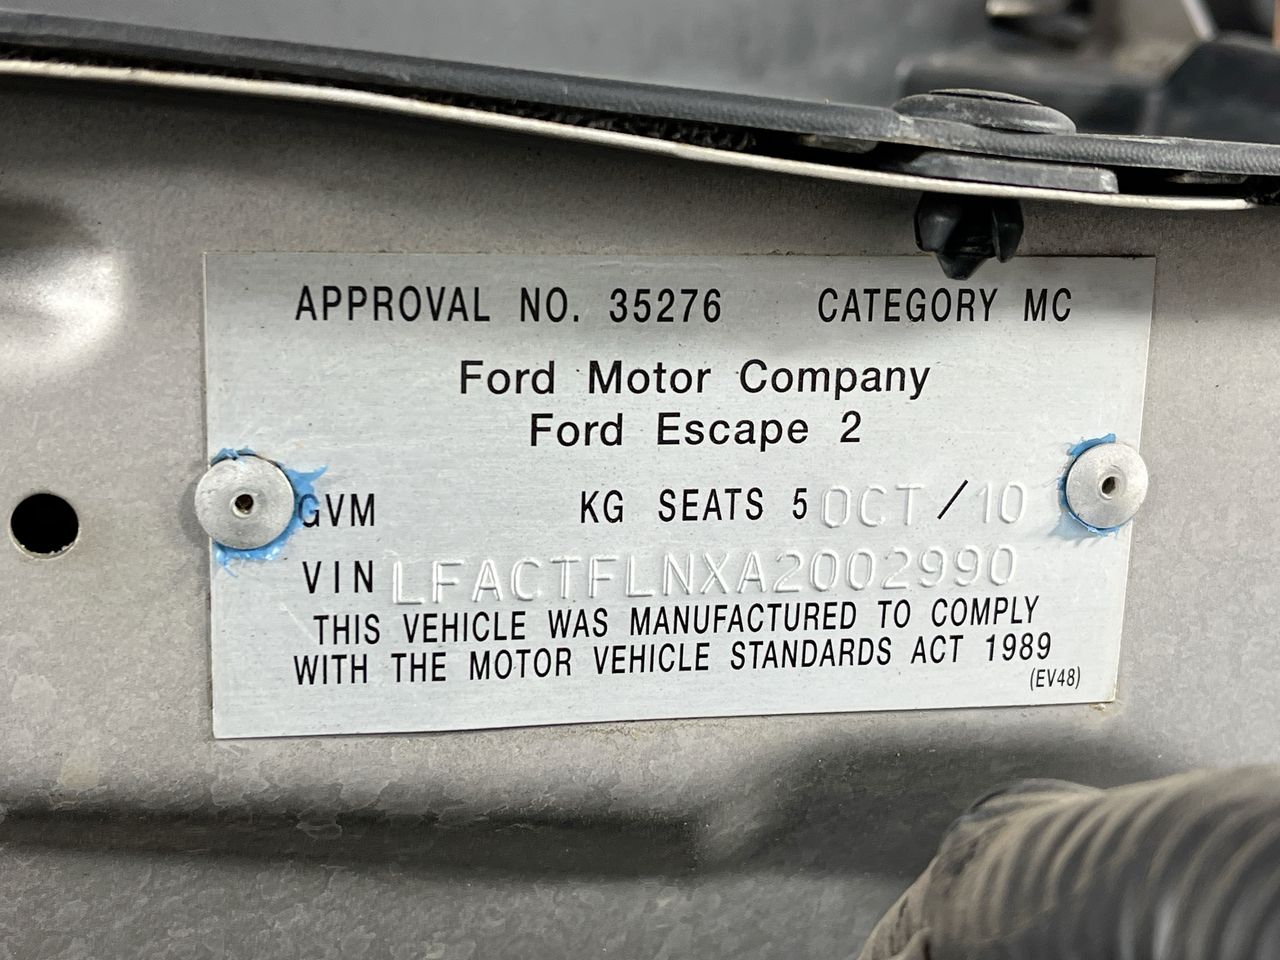 APPROVAL NO. 35276 CATEGORY MC
Ford Motor Company
Ford Escape 2
GVM KG SEATS 5 OCT/10
VIN LFACTFLNXA2002990
THIS VEHICLE WAS MANUFACTURED TO COMPLY
WITH THE MOTOR VEHICLE STANDARDS ACT 1989
(EV48)